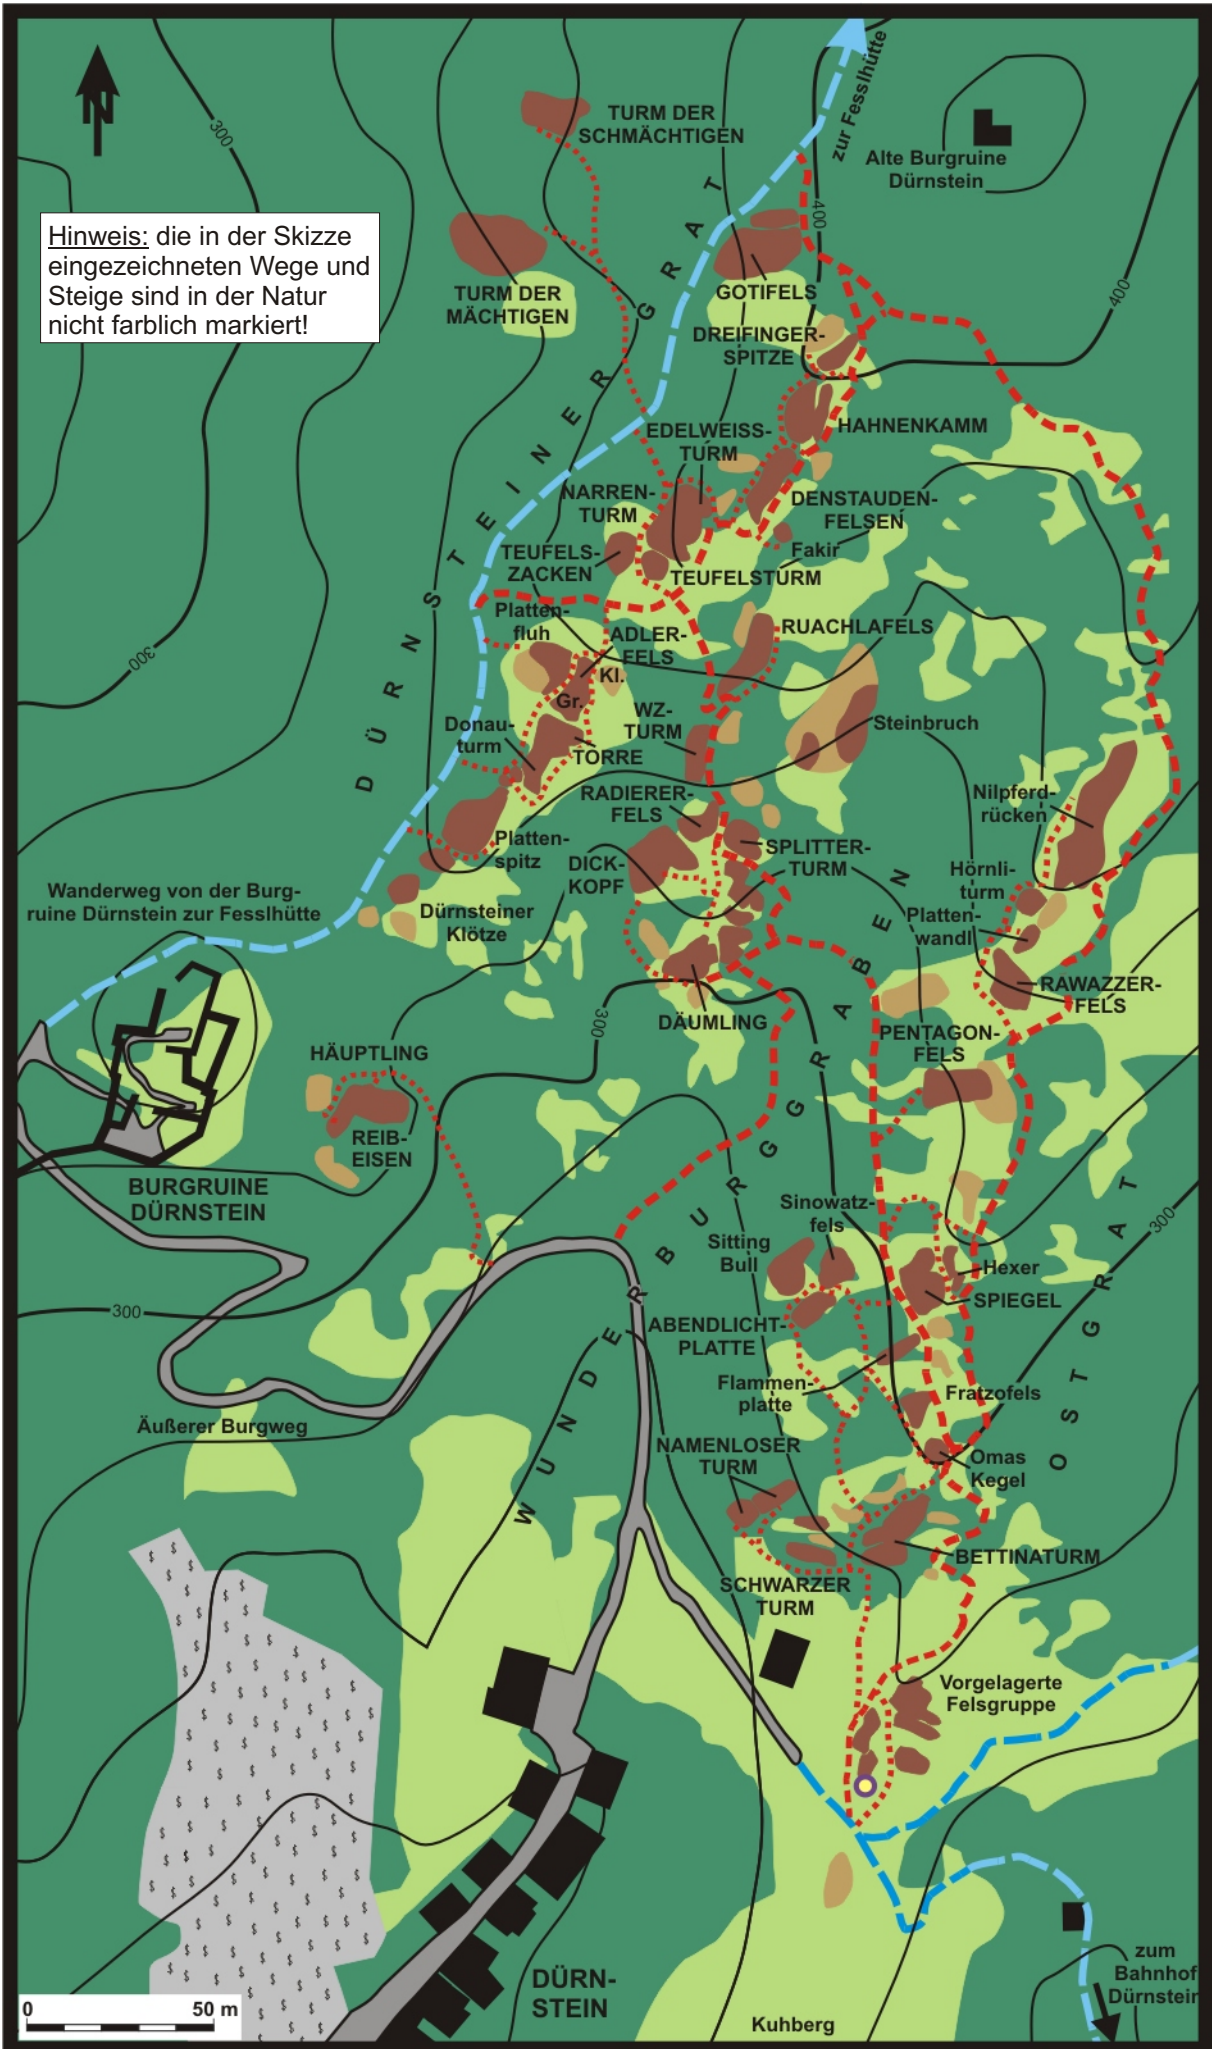 N
zur Fesslhütte
TURM DER
SCHMÄCHTIGEN
300
Alte Burgruine
Dürnstein
400
Hinweis: die in der Skizze
eingezeichneten Wege und
Steige sind in der Natur
nicht farblich markiert!
TURM DER
MÄCHTIGEN
GOTIFELS
400
DREIFINGER-
SPITZE
DÜRNSTEINER GRAT
EDELWEISS-
TURM
HAHNENKAMM
NARREN-
TURM
DENSTAUDEN-
FELSEN
Fakir
TEUFELS-
ZACKEN
TEUFELSTURM
Platten-
fluh
ADLER-
FELS
Kl.
Gr.
RUACHLAFELS
300
Donau-
turm
WZ-
TURM
Steinbruch
TORRE
RADIERER-
FELS
Nilpferd-
rücken
Platten-
spitz
DICK-
KOPF
SPLITTER-
TURM
Hörnli-
turm
Wanderweg von der Burg-
ruine Dürnstein zur Fesslhütte
Dürnsteiner
Klötze
Platten-
wandl
RAWAZZER-
FELS
DÄUMLING
300
PENTAGON-
FELS
HÄUPTLING
REIB-
EISEN
BURGRUINE
DÜRNSTEIN
WUNDERBURGGRABEN
Sinowatz-
fels
Sitting
Bull
Hexer
SPIEGEL
300
OSTGRAT
300
ABENDLICHT-
PLATTE
Flammen-
platte
Fratzofels
Äußerer Burgweg
NAMENLOSER
TURM
Omas
Kegel
BETTINATURM
SCHWARZER
TURM
Vorgelagerte
Felsgruppe
zum
Bahnhof
Dürnstein
DÜRN-
STEIN
Kuhberg
0 50 m